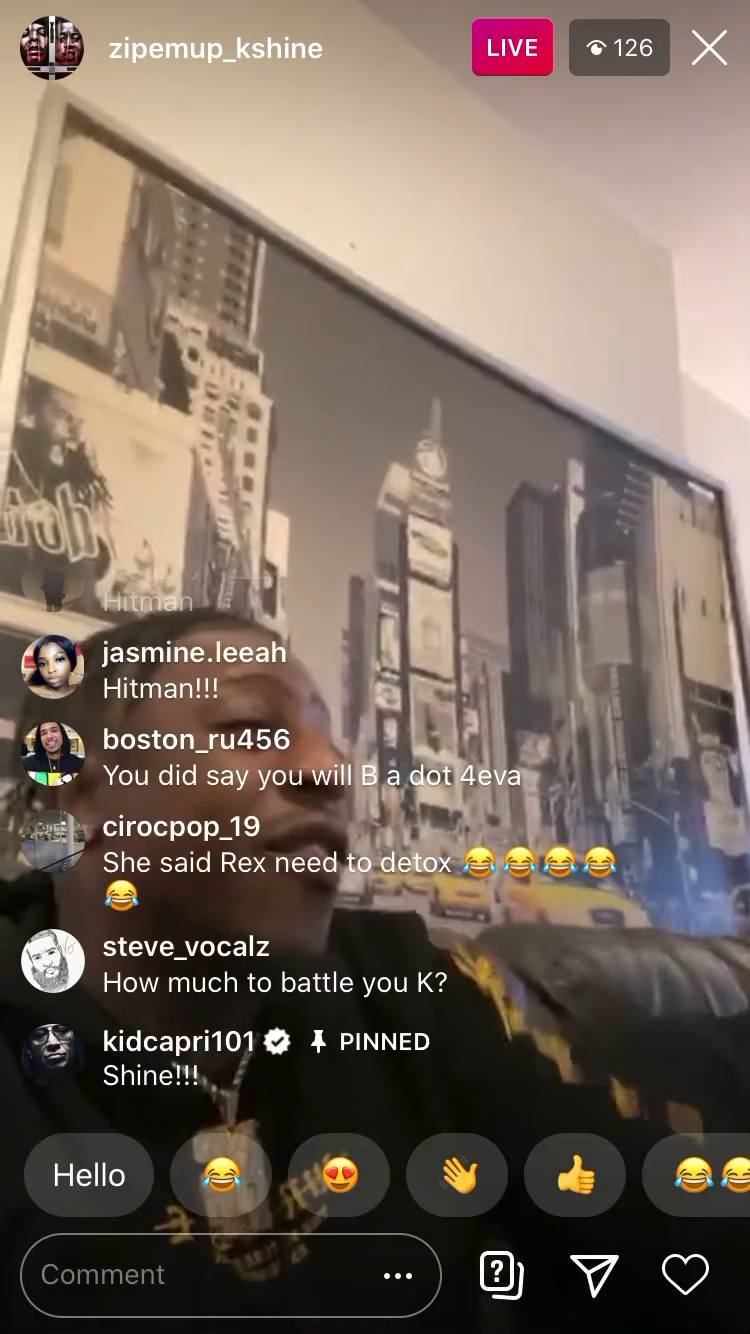 zipemup_kshine
LIVE
126
Hitman
jasmine.leeah
Hitman!!!
boston_ru456
You did say you will B a dot 4eva
cirocpop_19
She said Rex need to detox 😂😂😂😂
😂
steve_vocalz
How much to battle you K?
kidcapri101 PINNED
Shine!!!
Hello 😂 😍 👋 👍 😂😂
Comment